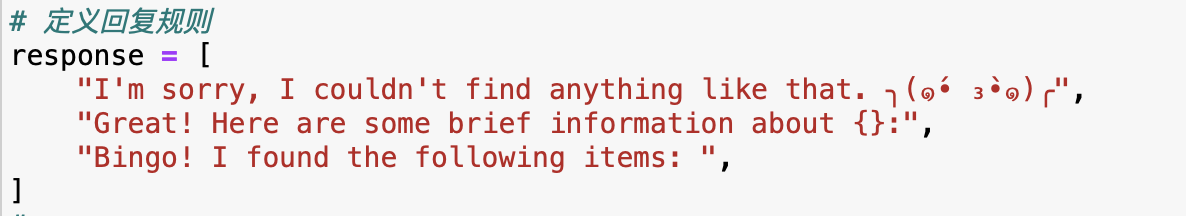 # 定义回复规则
response = [
    "I'm sorry, I couldn't find anything like that. ╮(๑•́ ₃•̀๑)╭",
    "Great! Here are some brief information about {}:",
    "Bingo! I found the following items: ",
]